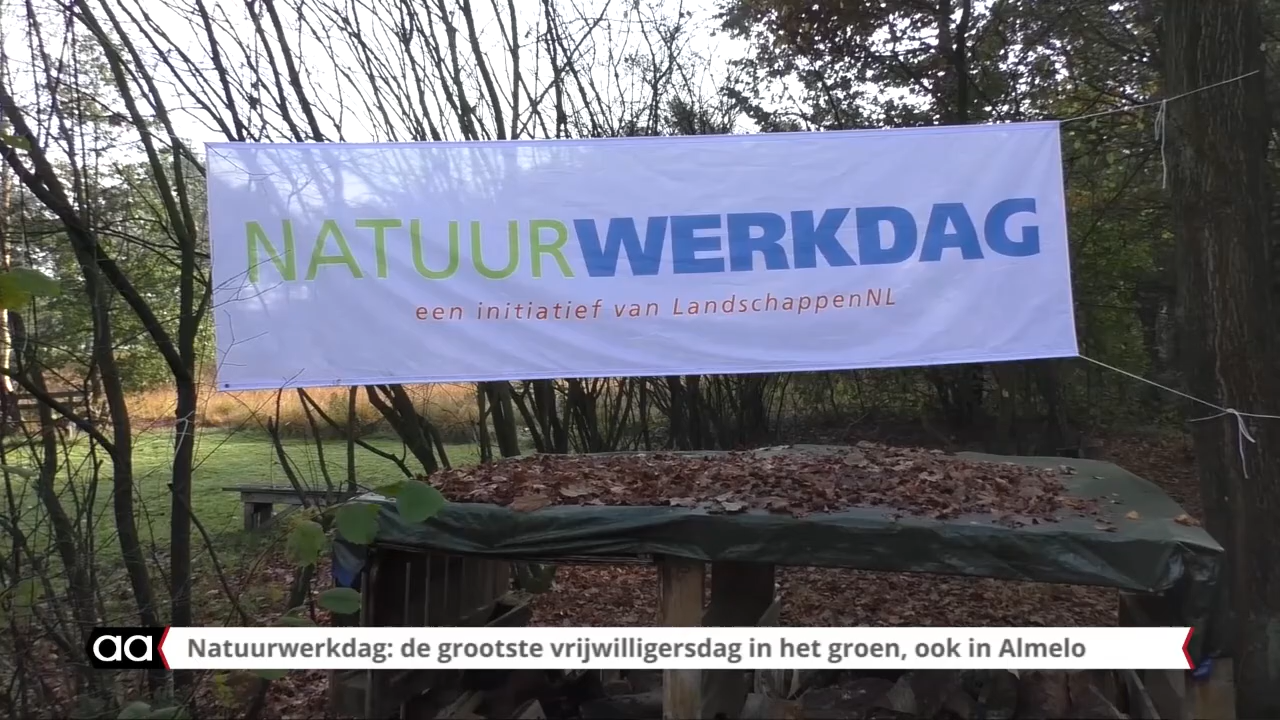 NATUURWERKDAG
een initiatief van LandschappenNL
aa Natuurwerkdag: de grootste vrijwilligersdag in het groen, ook in Almelo